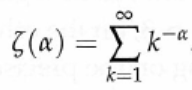 ζ(α) = ∑_{k=1}^{∞} k^{-α}.